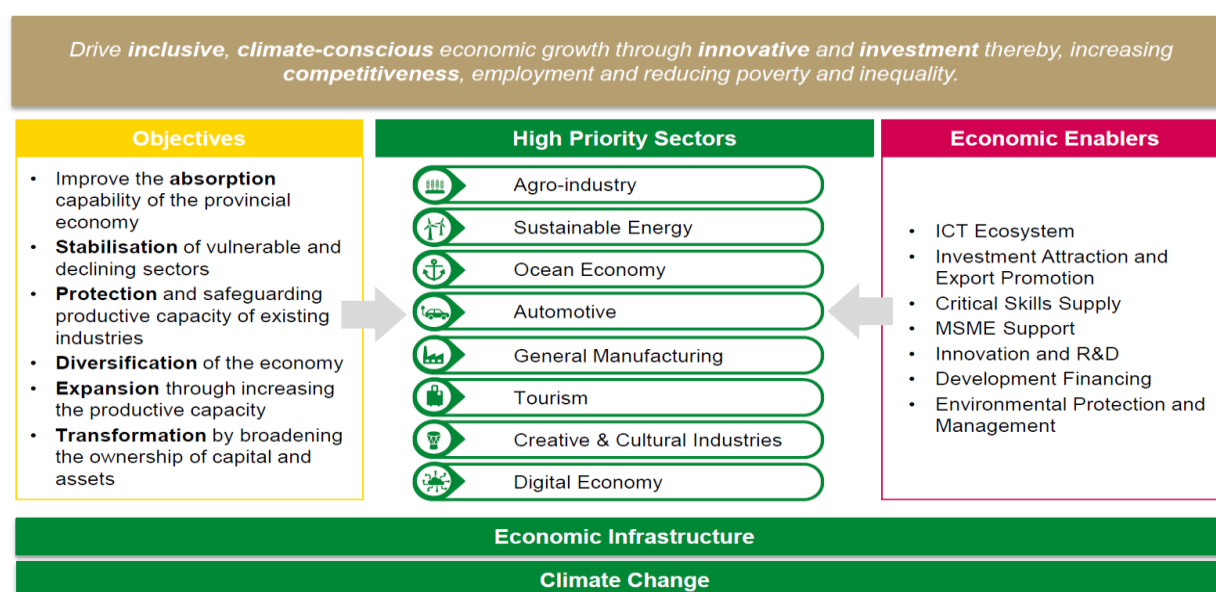 Drive inclusive, climate-conscious economic growth through innovative and investment thereby, increasing
competitiveness, employment and reducing poverty and inequality.
Objectives
• Improve the absorption
capability of the provincial
economy
• Stabilisation of vulnerable and
declining sectors
• Protection and safeguarding
productive capacity of existing
industries
• Diversification of the economy
• Expansion through increasing
the productive capacity
• Transformation by broadening
the ownership of capital and
assets
High Priority Sectors
Agro-industry
Sustainable Energy
Ocean Economy
Automotive
General Manufacturing
Tourism
Creative & Cultural Industries
Digital Economy
Economic Enablers
• ICT Ecosystem
• Investment Attraction and
Export Promotion
• Critical Skills Supply
• MSME Support
• Innovation and R&D
• Development Financing
• Environmental Protection and
Management
Economic Infrastructure
Climate Change